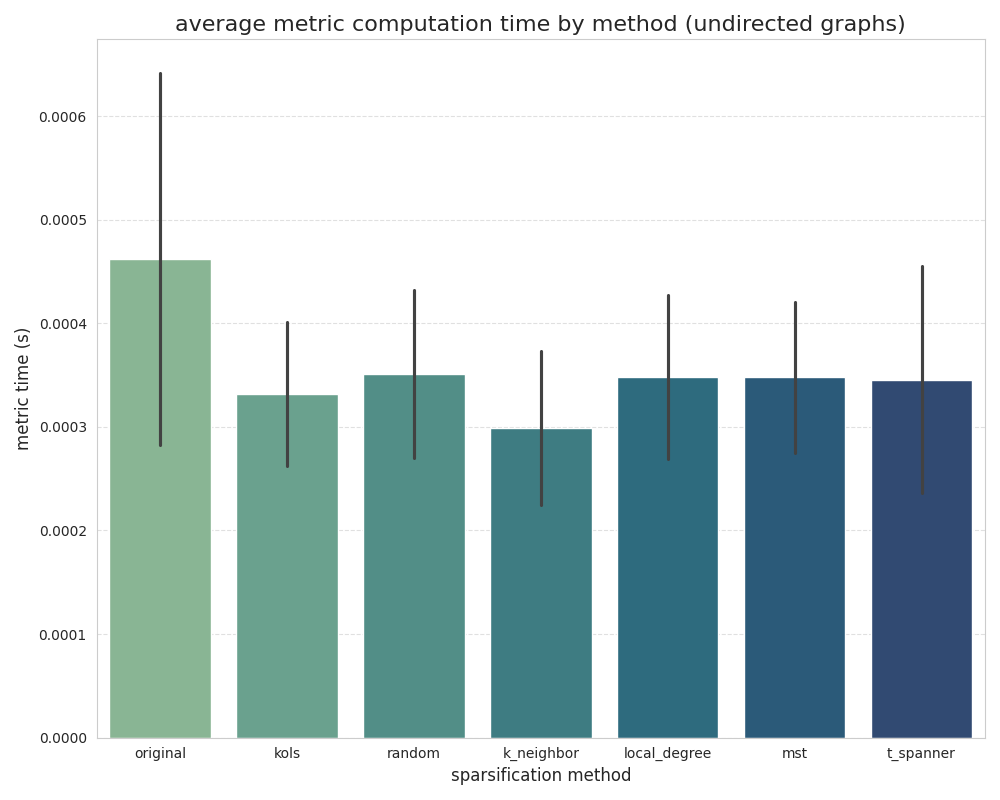 average metric computation time by method (undirected graphs)
metric time (s)
0.0006
0.0005
0.0004
0.0003
0.0002
0.0001
0.0000
original kols random k_neighbor local_degree mst t_spanner
sparsification method